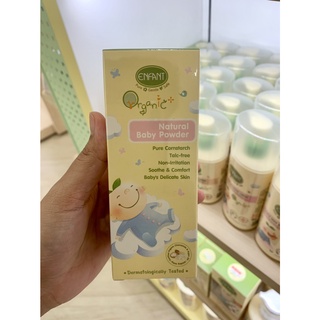 ENFANT
Organic+
Natural
Baby Powder
Pure Cornstarch
Talc-free
Non-irritation
Soothe & Comfort
Baby's Delicate Skin
• Dermatologically Tested •